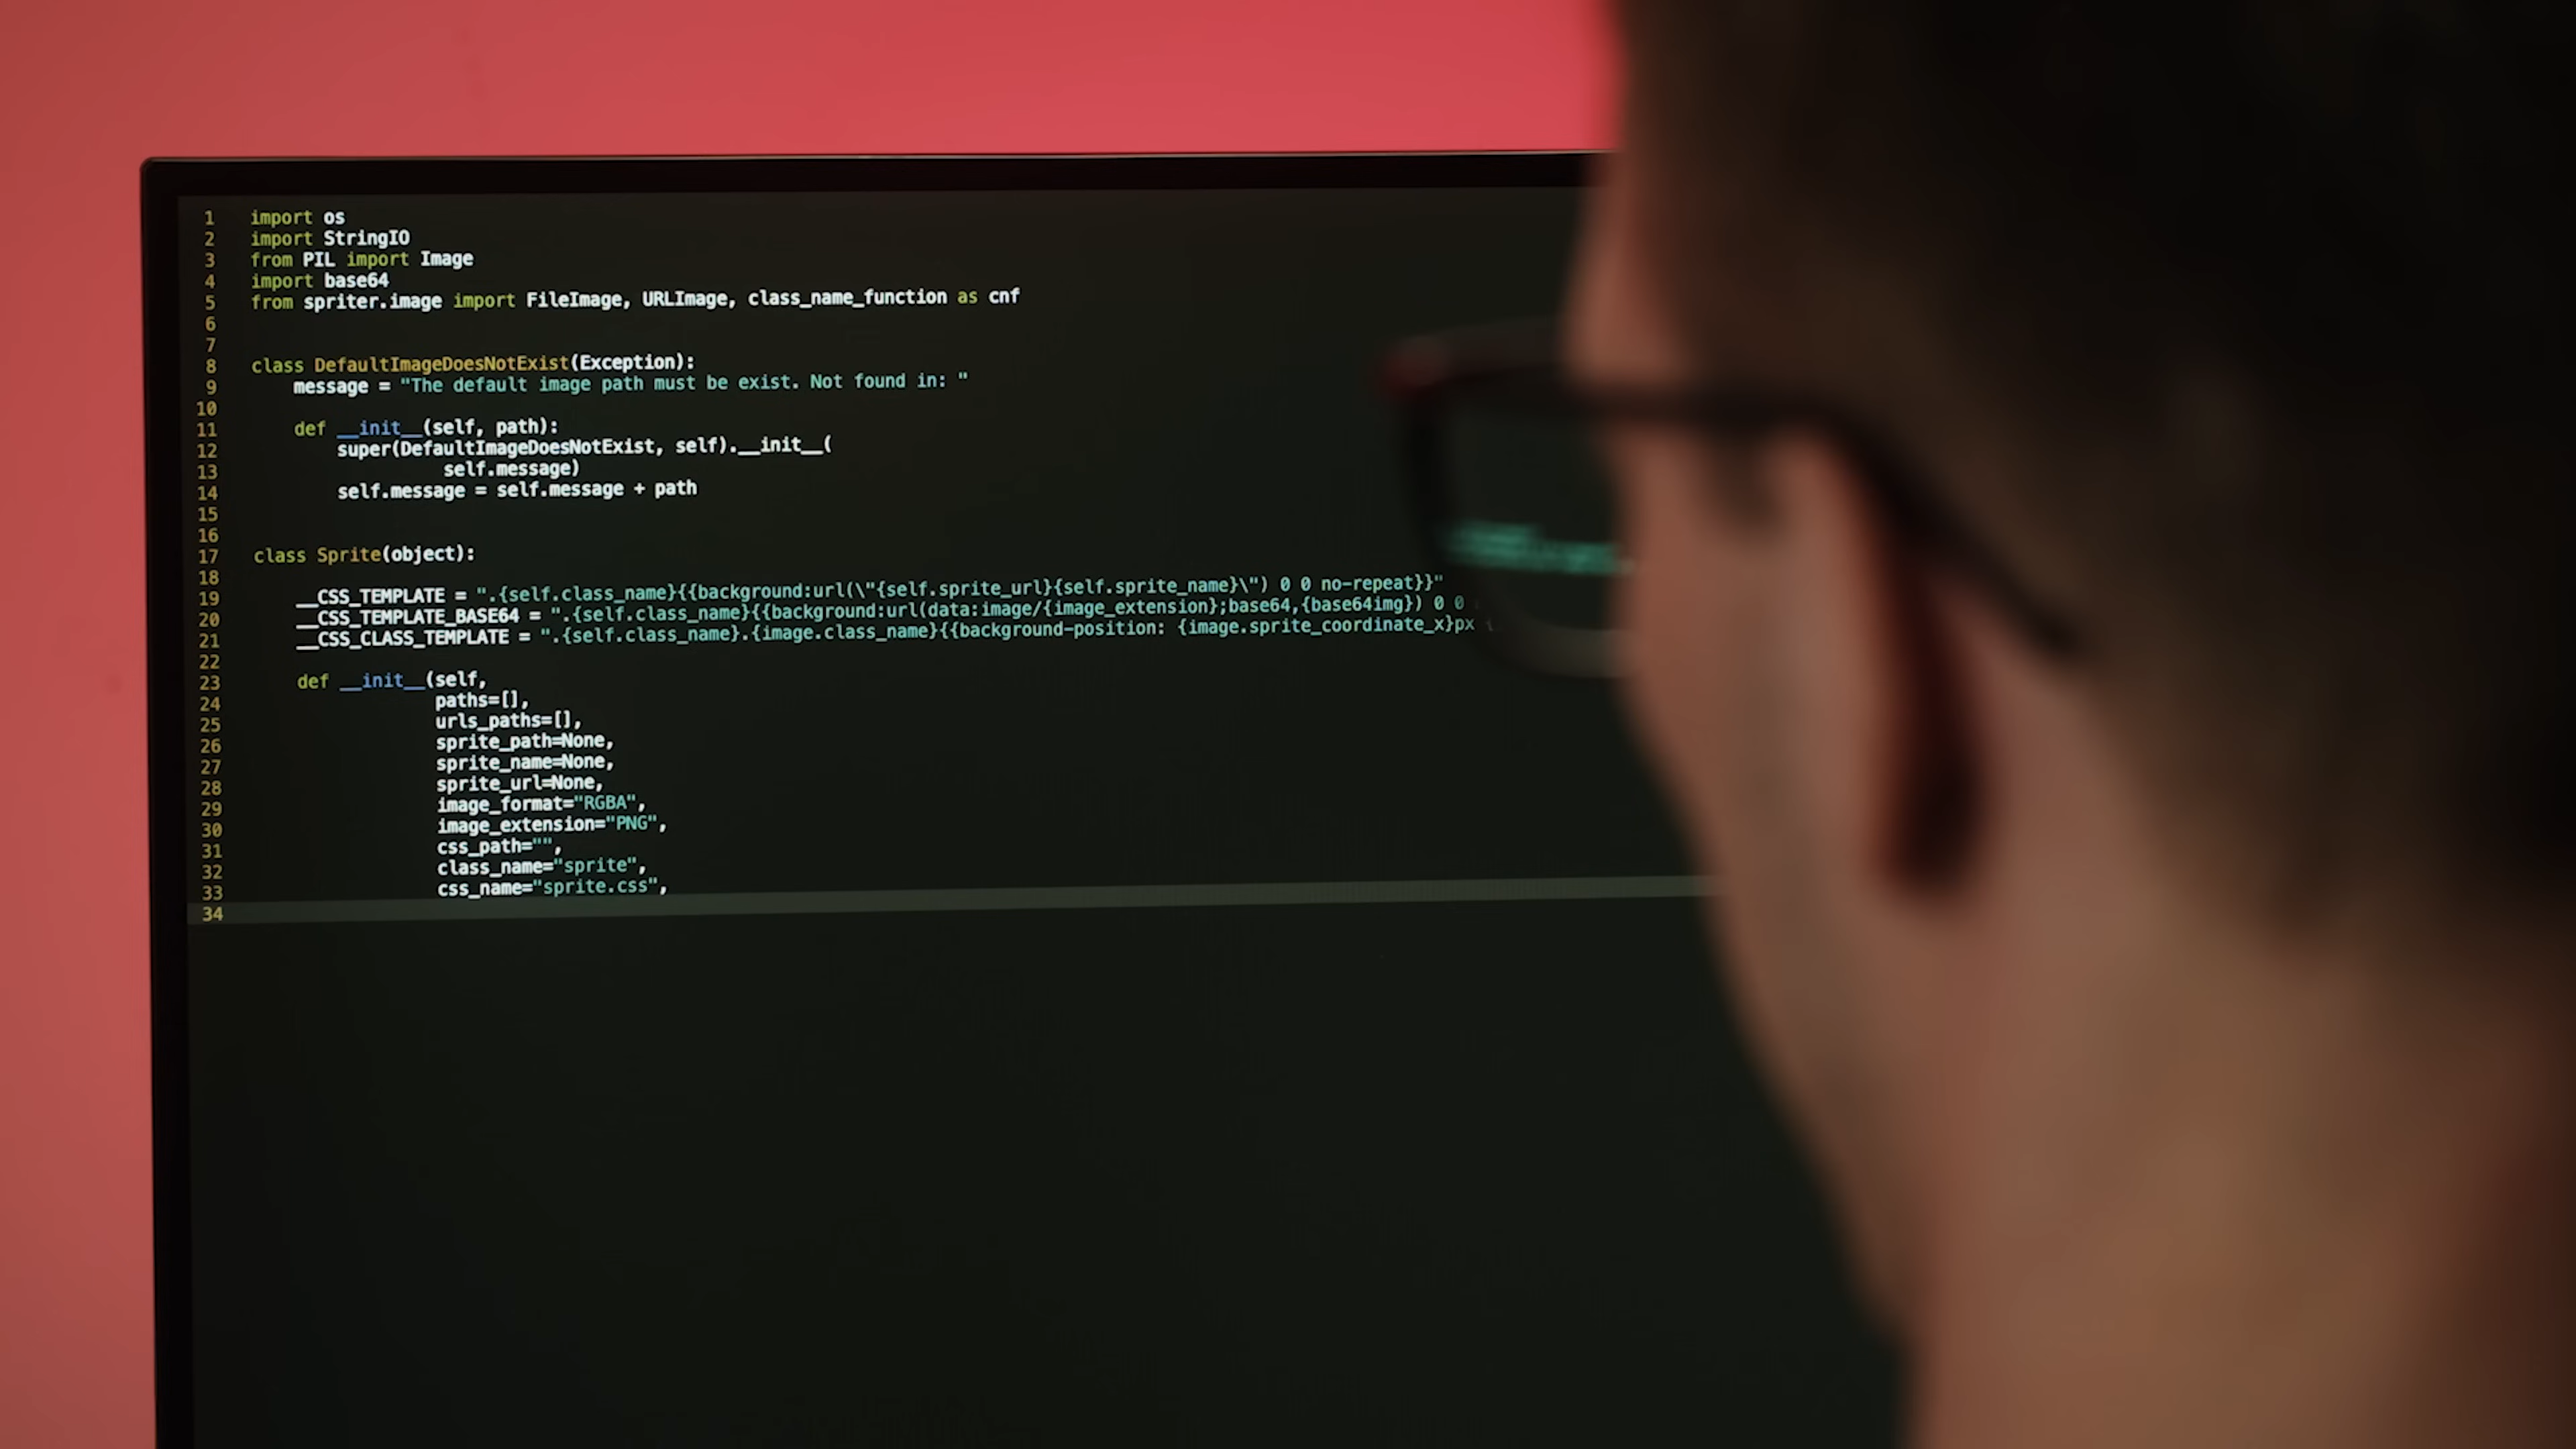 1 import os
2 import StringIO
3 from PIL import Image
4 import base64
5 from spriter.image import FileImage, URLImage, class_name_function as cnf
6
7
8 class DefaultImageDoesNotExist(Exception):
9     message = "The default image path must be exist. Not found in: "
10
11     def __init__(self, path):
12         super(DefaultImageDoesNotExist, self).__init__(
13                   self.message)
14         self.message = self.message + path
15
16
17 class Sprite(object):
18
19     __CSS_TEMPLATE = ".{self.class_name}{{background:url(\"{self.sprite_url}{self.sprite_name}\") 0 0 no-repeat}}"
20     __CSS_TEMPLATE_BASE64 = ".{self.class_name}{{background:url(data:image/{image_extension};base64,{base64img}) 0 0
21     __CSS_CLASS_TEMPLATE = ".{self.class_name}.{image.class_name}{{background-position: {image.sprite_coordinate_x}px
22
23     def __init__(self,
24                  paths=[],
25                  urls_paths=[],
26                  sprite_path=None,
27                  sprite_name=None,
28                  sprite_url=None,
29                  image_format="RGBA",
30                  image_extension="PNG",
31                  css_path="",
32                  class_name="sprite",
33                  css_name="sprite.css",
34